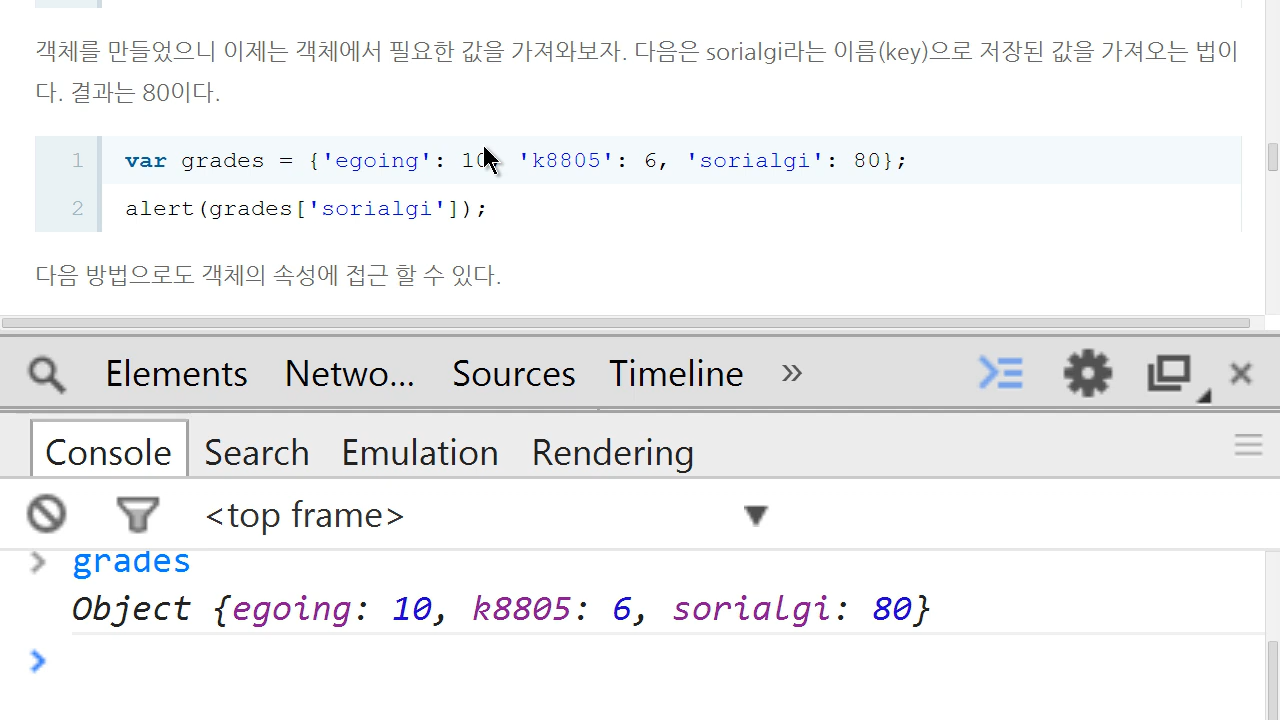 객체를 만들었으니 이제는 객체에서 필요한 값을 가져와보자. 다음은 sorialgi라는 이름(key)으로 저장된 값을 가져오는 법이
다. 결과는 80이다.
1 var grades = {'egoing': 10, 'k8805': 6, 'sorialgi': 80};
2 alert(grades['sorialgi']);
다음 방법으로도 객체의 속성에 접근 할 수 있다.
Elements Netwo... Sources Timeline »
Console Search Emulation Rendering
<top frame>
grades
Object {egoing: 10, k8805: 6, sorialgi: 80}